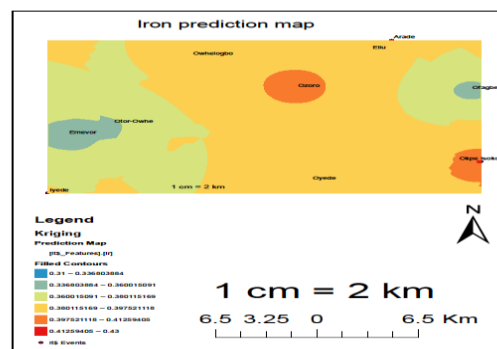 Iron prediction map
Arade
Ellu
Owhelogbo
Ozoro
Ofagbe
Otor-Owhe
Emevor
Okpe Isoko
Oyede
Iyede
1 cm = 2 km
Legend
Kriging
Prediction Map
Filled Contours
0.31 – 0.336803884
0.336803884 – 0.360015091
0.360015091 – 0.380115169
0.380115169 – 0.397521118
0.397521118 – 0.41259405
0.41259405 – 0.43
Events
N
1 cm = 2 km
6.5 3.25 0 6.5 Km